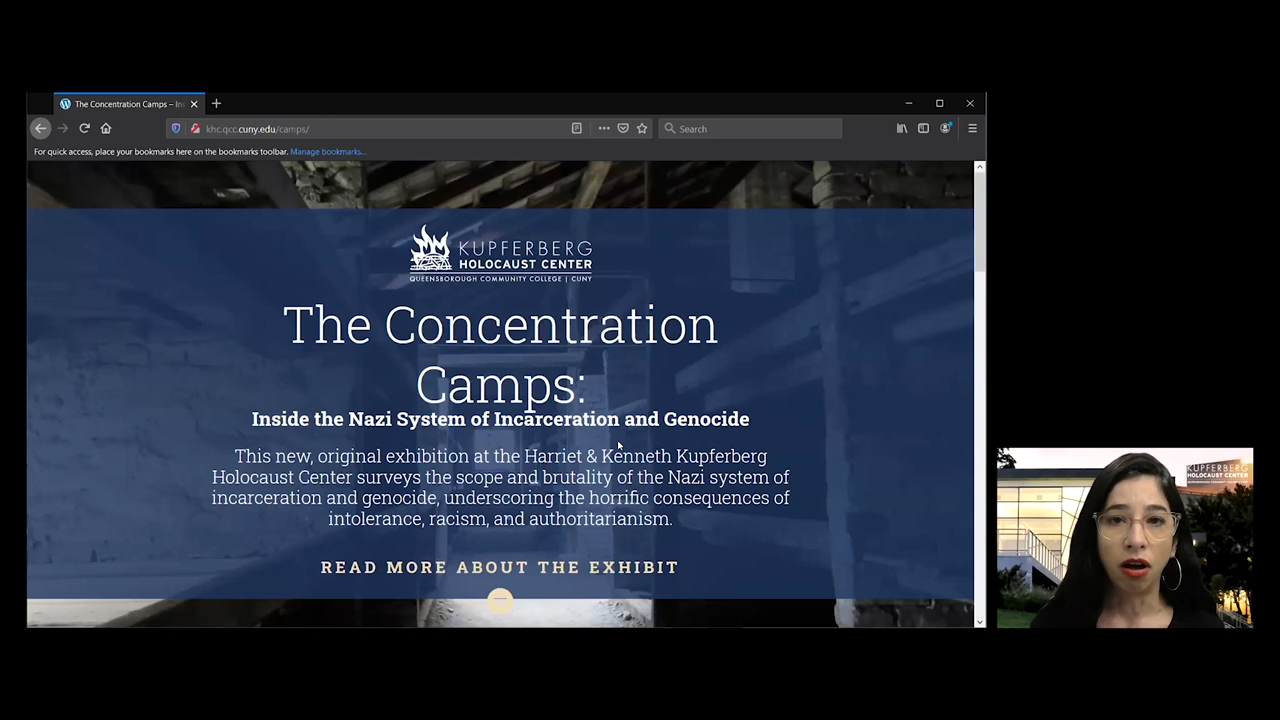 The Concentration Camps – In
khc.qcc.cuny.edu/camps/
Search
For quick access, place your bookmarks here on the bookmarks toolbar. Manage bookmarks...
KUPFERBERG
HOLOCAUST CENTER
QUEENSBOROUGH COMMUNITY COLLEGE | CUNY
The Concentration
Camps:
Inside the Nazi System of Incarceration and Genocide
This new, original exhibition at the Harriet & Kenneth Kupferberg
Holocaust Center surveys the scope and brutality of the Nazi system of
incarceration and genocide, underscoring the horrific consequences of
intolerance, racism, and authoritarianism.
READ MORE ABOUT THE EXHIBIT
KUPFERBERG
HOLOCAUST CENTER